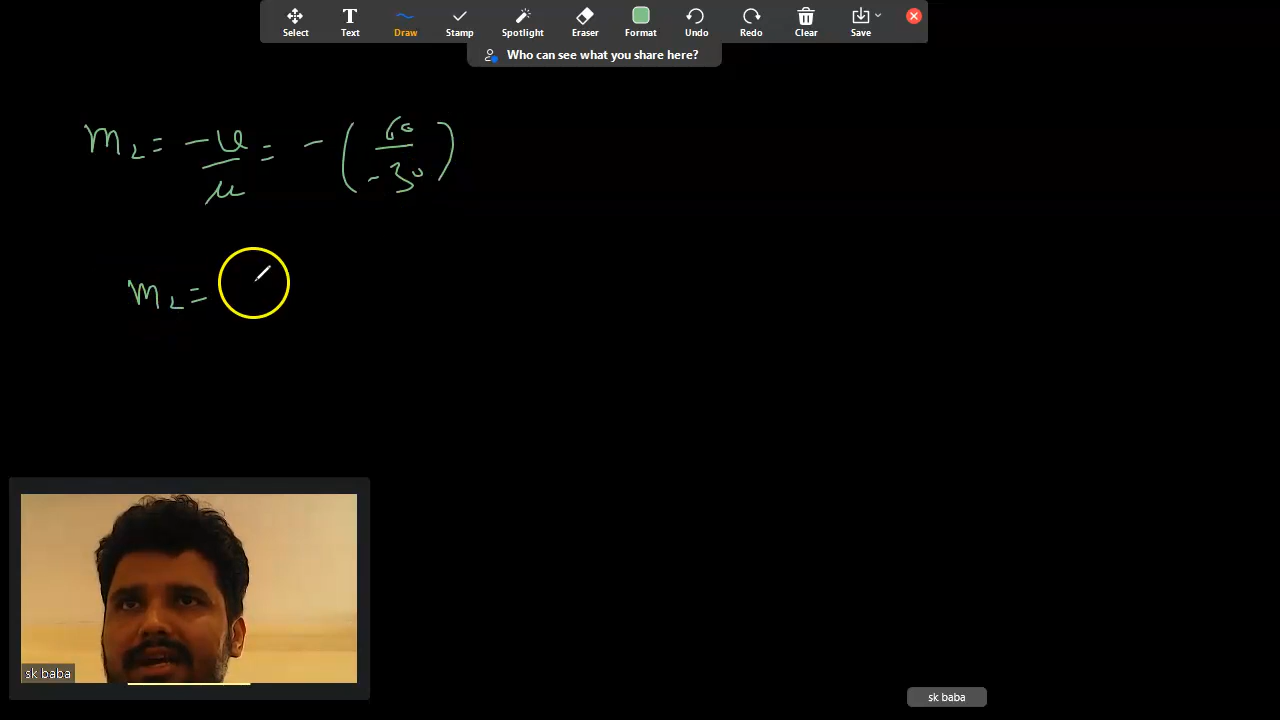 Select Text Draw Stamp Spotlight Eraser Format Undo Redo Clear Save
Who can see what you share here?
m₂ = -v/u = - (60/-30)
m₂ =
sk baba
sk baba